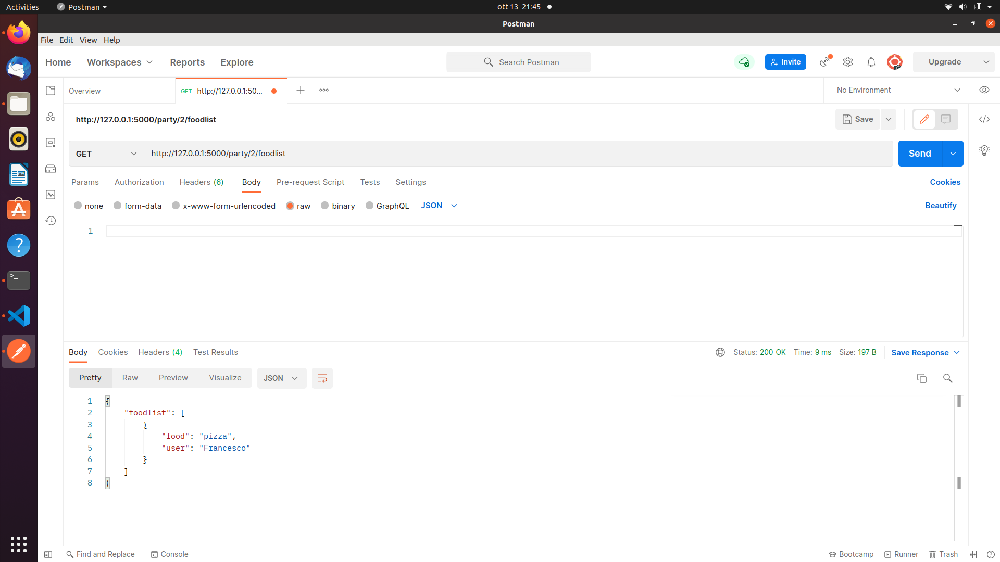 Activities Postman ott 13 21:45
Postman
File Edit View Help
Home Workspaces Reports Explore Search Postman Invite Upgrade
Overview GET http://127.0.0.1:50... No Environment
http://127.0.0.1:5000/party/2/foodlist Save
GET http://127.0.0.1:5000/party/2/foodlist Send
Params Authorization Headers (6) Body Pre-request Script Tests Settings Cookies
none form-data x-www-form-urlencoded raw binary GraphQL JSON Beautify
1
Body Cookies Headers (4) Test Results Status: 200 OK Time: 9 ms Size: 197 B Save Response
Pretty Raw Preview Visualize JSON
1 {
2 "foodlist": [
3 {
4 "food": "pizza",
5 "user": "Francesco"
6 }
7 ]
8 }
Find and Replace Console Bootcamp Runner Trash